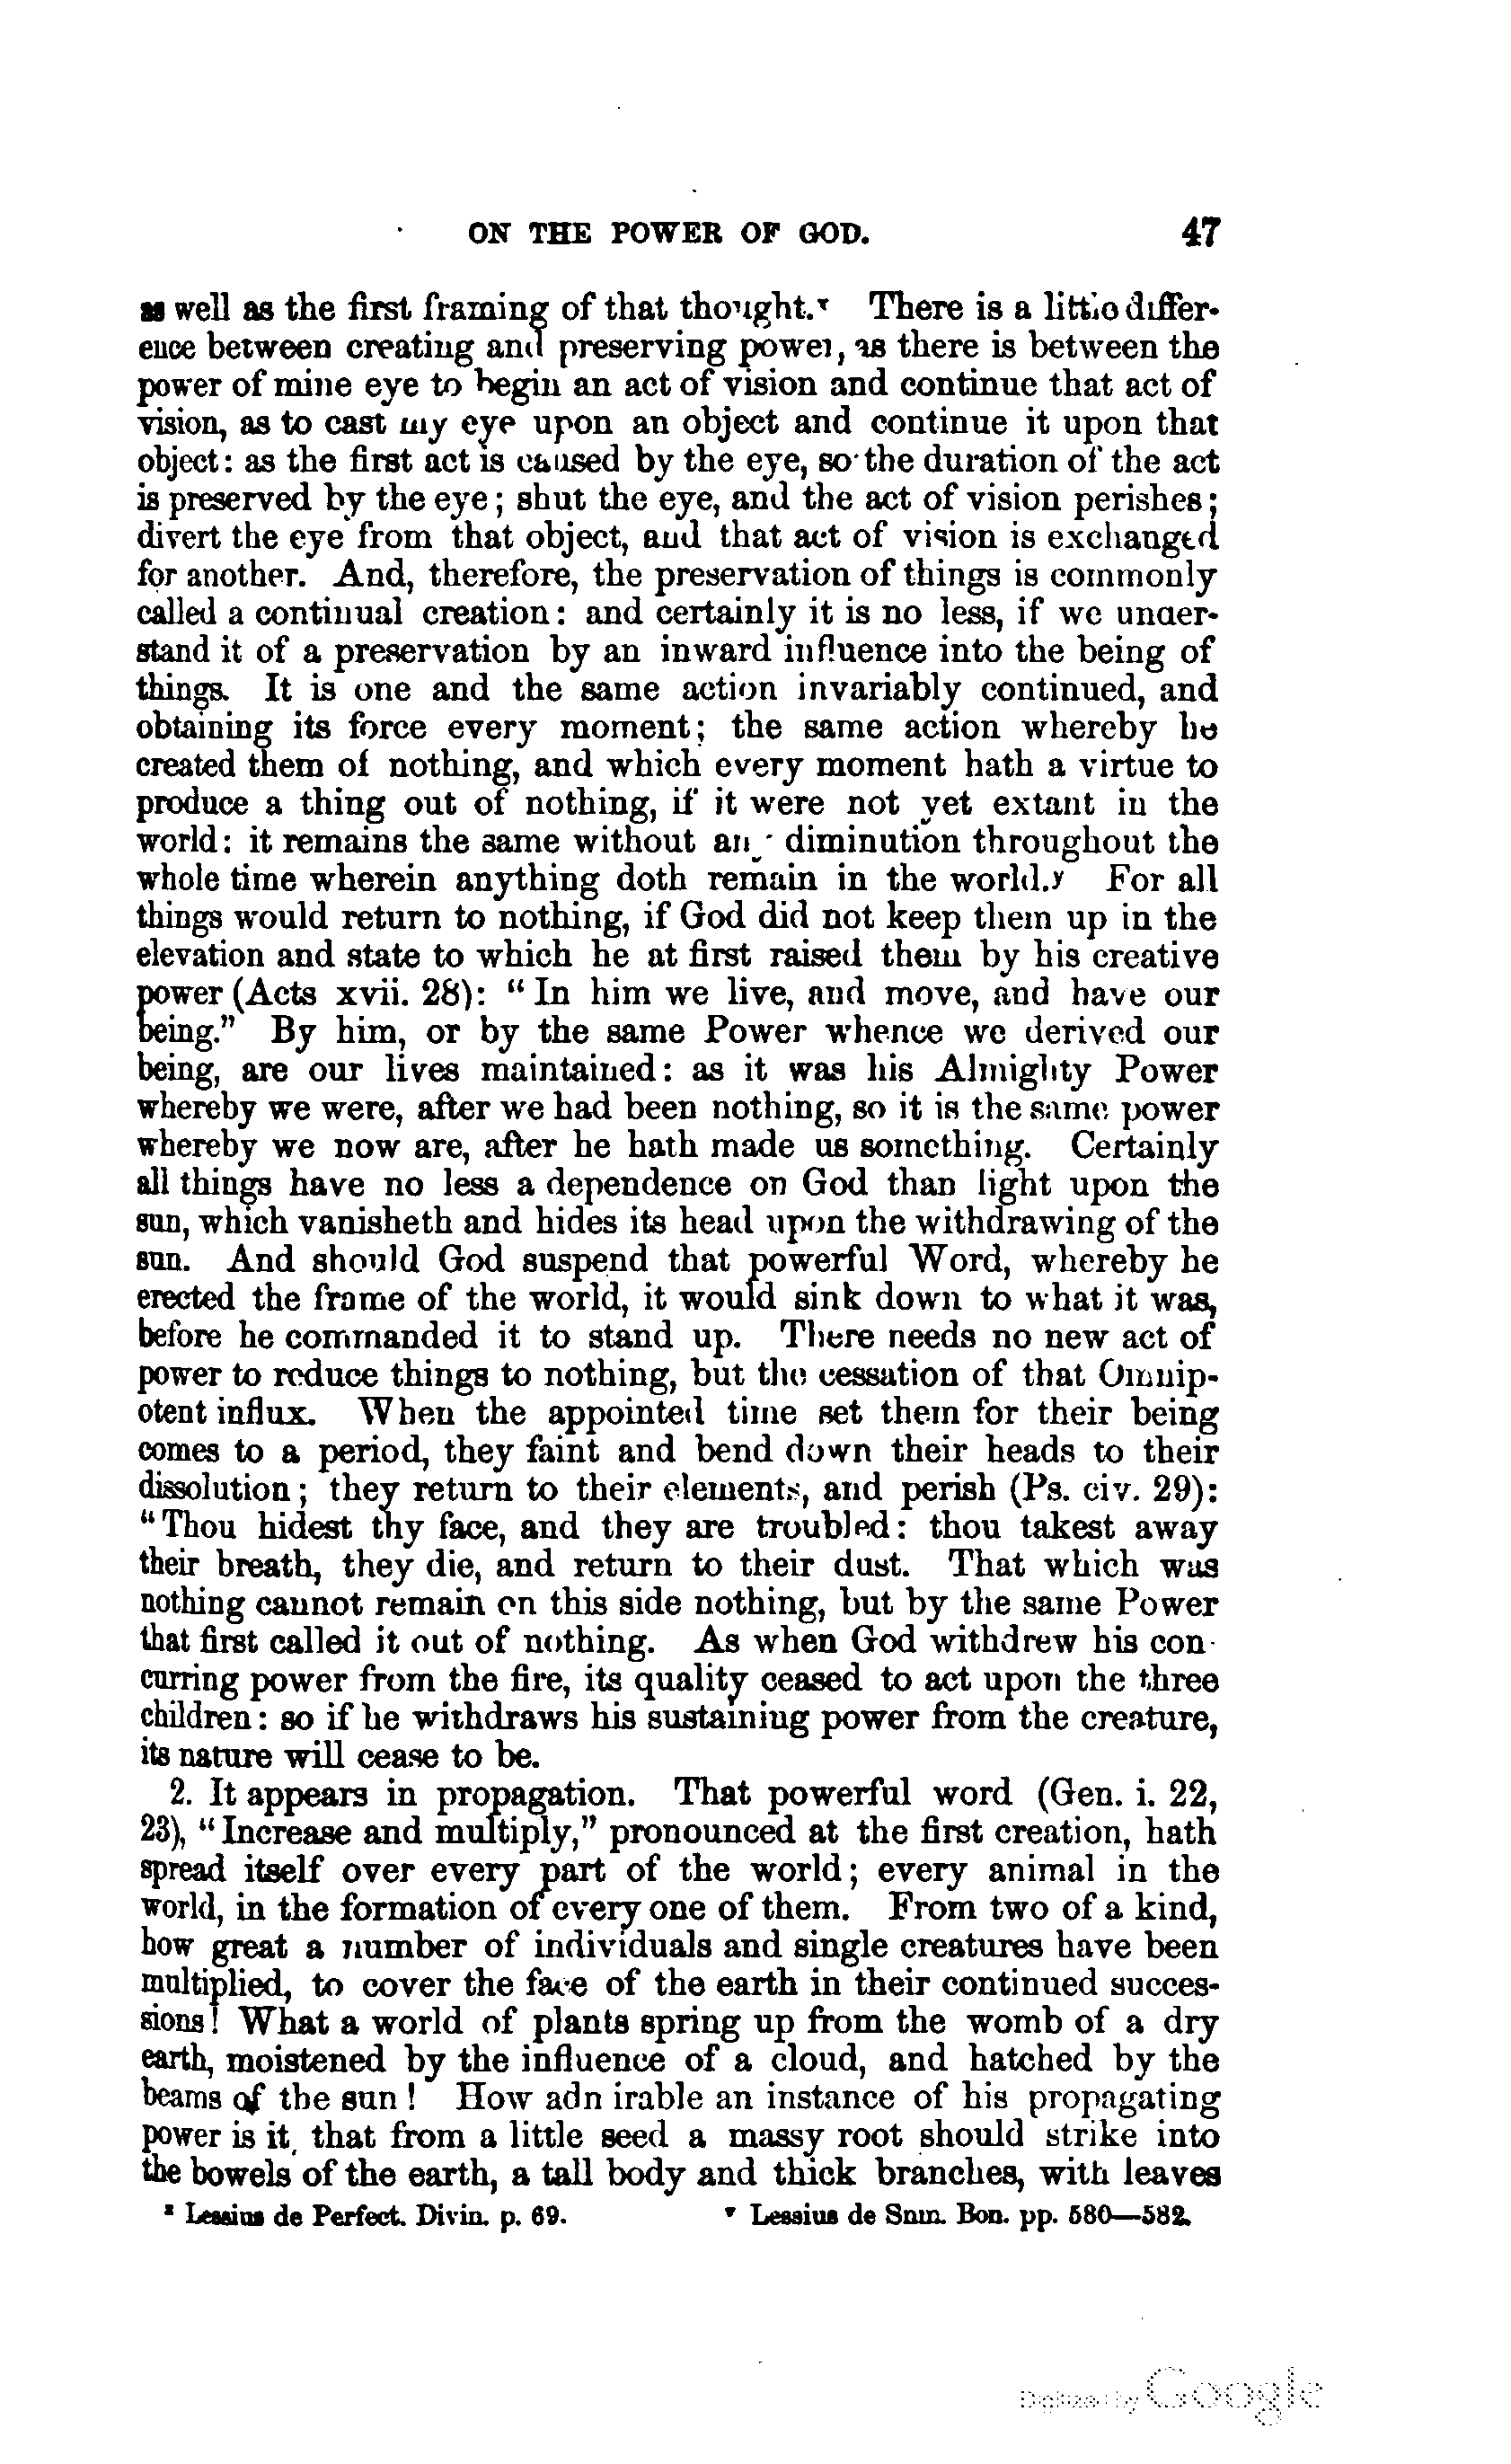 ON THE POWER OF GOD. 47
as well as the first framing of that thought.x There is a little differ-
ence between creating and preserving power, as there is between the
power of mine eye to begin an act of vision and continue that act of
vision, as to cast my eye upon an object and continue it upon that
object: as the first act is caused by the eye, so the duration of the act
is preserved by the eye; shut the eye, and the act of vision perishes;
divert the eye from that object, and that act of vision is exchanged
for another. And, therefore, the preservation of things is commonly
called a continual creation: and certainly it is no less, if we under-
stand it of a preservation by an inward influence into the being of
things. It is one and the same action invariably continued, and
obtaining its force every moment; the same action whereby he
created them of nothing, and which every moment hath a virtue to
produce a thing out of nothing, if it were not yet extant in the
world: it remains the same without any diminution throughout the
whole time wherein anything doth remain in the world.y For all
things would return to nothing, if God did not keep them up in the
elevation and state to which he at first raised them by his creative
power (Acts xvii. 28): "In him we live, and move, and have our
being." By him, or by the same Power whence we derived our
being, are our lives maintained: as it was his Almighty Power
whereby we were, after we had been nothing, so it is the same power
whereby we now are, after he hath made us something. Certainly
all things have no less a dependence on God than light upon the
sun, which vanisheth and hides its head upon the withdrawing of the
sun. And should God suspend that powerful Word, whereby he
erected the frame of the world, it would sink down to what it was,
before he commanded it to stand up. There needs no new act of
power to reduce things to nothing, but the cessation of that Omnip-
otent influx. When the appointed time set them for their being
comes to a period, they faint and bend down their heads to their
dissolution; they return to their elements, and perish (Ps. civ. 29):
"Thou hidest thy face, and they are troubled: thou takest away
their breath, they die, and return to their dust. That which was
nothing cannot remain on this side nothing, but by the same Power
that first called it out of nothing. As when God withdrew his con-
curring power from the fire, its quality ceased to act upon the three
children: so if he withdraws his sustaining power from the creature,
its nature will cease to be.
2. It appears in propagation. That powerful word (Gen. i. 22,
23), "Increase and multiply," pronounced at the first creation, hath
spread itself over every part of the world; every animal in the
world, in the formation of every one of them. From two of a kind,
how great a number of individuals and single creatures have been
multiplied, to cover the face of the earth in their continued succes-
sions! What a world of plants spring up from the womb of a dry
earth, moistened by the influence of a cloud, and hatched by the
beams of the sun! How admirable an instance of his propagating
power is it, that from a little seed a massy root should strike into
the bowels of the earth, a tall body and thick branches, with leaves
x Lessius de Perfect. Divin. p. 69. y Lessius de Sum. Bon. pp. 580—582.
Digitized by Google